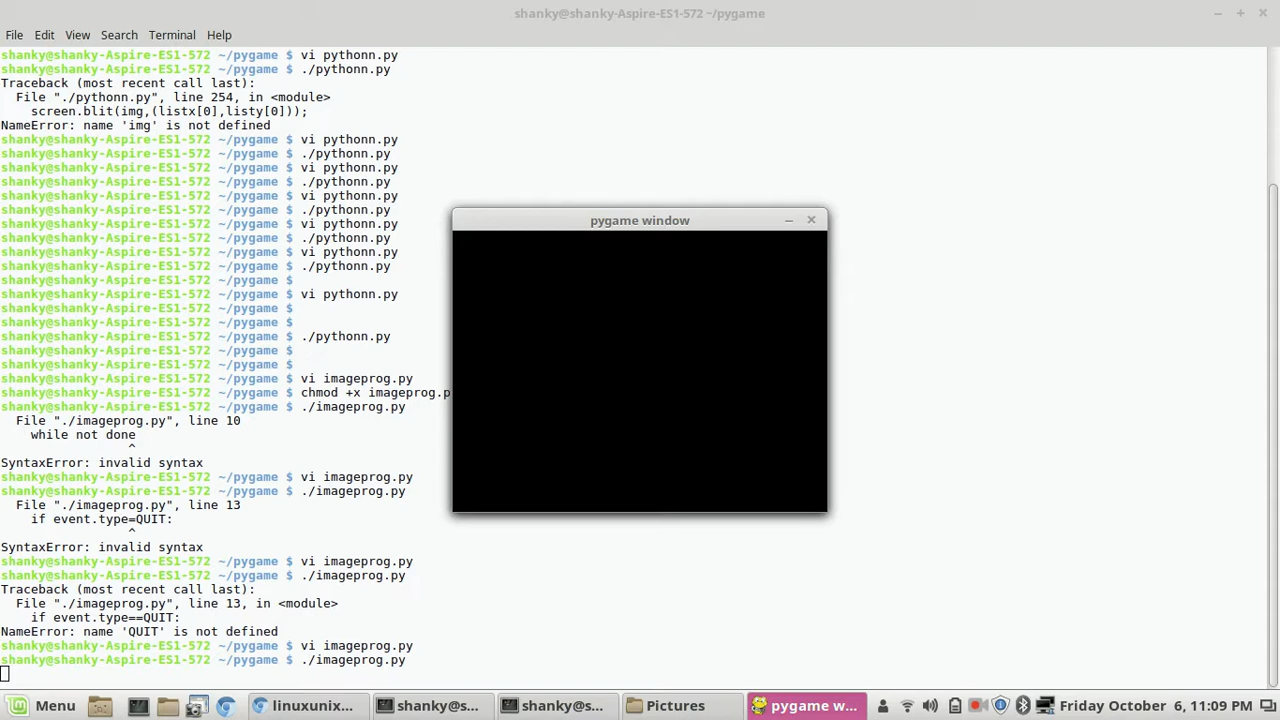 shanky@shanky-Aspire-ES1-572 ~/pygame
File Edit View Search Terminal Help
shanky@shanky-Aspire-ES1-572 ~/pygame $ vi pythonn.py
shanky@shanky-Aspire-ES1-572 ~/pygame $ ./pythonn.py
Traceback (most recent call last):
  File "./pythonn.py", line 254, in <module>
    screen.blit(img,(listx[0],listy[0]));
NameError: name 'img' is not defined
shanky@shanky-Aspire-ES1-572 ~/pygame $ vi pythonn.py
shanky@shanky-Aspire-ES1-572 ~/pygame $ ./pythonn.py
shanky@shanky-Aspire-ES1-572 ~/pygame $ vi pythonn.py
shanky@shanky-Aspire-ES1-572 ~/pygame $ ./pythonn.py
shanky@shanky-Aspire-ES1-572 ~/pygame $ vi pythonn.py
shanky@shanky-Aspire-ES1-572 ~/pygame $ ./pythonn.py
shanky@shanky-Aspire-ES1-572 ~/pygame $ vi pythonn.py
shanky@shanky-Aspire-ES1-572 ~/pygame $ ./pythonn.py
shanky@shanky-Aspire-ES1-572 ~/pygame $ vi pythonn.py
shanky@shanky-Aspire-ES1-572 ~/pygame $ ./pythonn.py
shanky@shanky-Aspire-ES1-572 ~/pygame $
shanky@shanky-Aspire-ES1-572 ~/pygame $ vi pythonn.py
shanky@shanky-Aspire-ES1-572 ~/pygame $
shanky@shanky-Aspire-ES1-572 ~/pygame $
shanky@shanky-Aspire-ES1-572 ~/pygame $ ./pythonn.py
shanky@shanky-Aspire-ES1-572 ~/pygame $
shanky@shanky-Aspire-ES1-572 ~/pygame $
shanky@shanky-Aspire-ES1-572 ~/pygame $ vi imageprog.py
shanky@shanky-Aspire-ES1-572 ~/pygame $ chmod +x imageprog.p
shanky@shanky-Aspire-ES1-572 ~/pygame $ ./imageprog.py
  File "./imageprog.py", line 10
    while not done
                 ^
SyntaxError: invalid syntax
shanky@shanky-Aspire-ES1-572 ~/pygame $ vi imageprog.py
shanky@shanky-Aspire-ES1-572 ~/pygame $ ./imageprog.py
  File "./imageprog.py", line 13
    if event.type=QUIT:
                 ^
SyntaxError: invalid syntax
shanky@shanky-Aspire-ES1-572 ~/pygame $ vi imageprog.py
shanky@shanky-Aspire-ES1-572 ~/pygame $ ./imageprog.py
Traceback (most recent call last):
  File "./imageprog.py", line 13, in <module>
    if event.type==QUIT:
NameError: name 'QUIT' is not defined
shanky@shanky-Aspire-ES1-572 ~/pygame $ vi imageprog.py
shanky@shanky-Aspire-ES1-572 ~/pygame $ ./imageprog.py
pygame window
Menu linuxunix... shanky@s... shanky@s... Pictures pygame w... Friday October 6, 11:09 PM